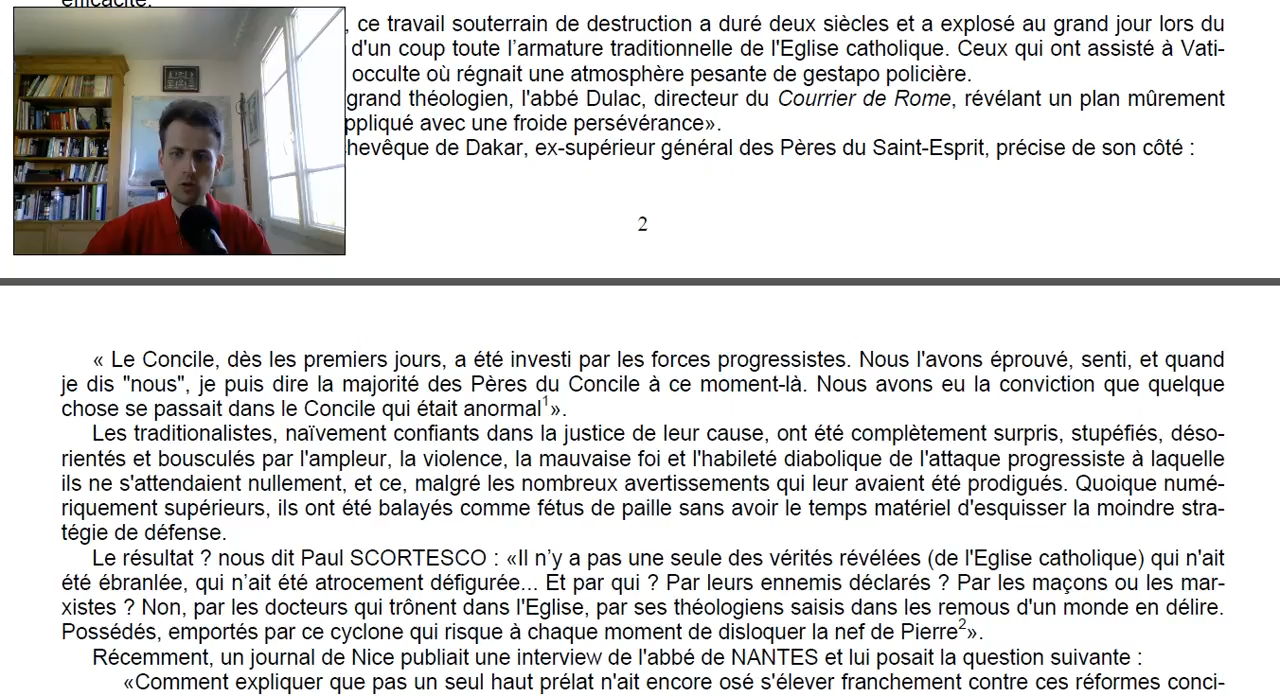 efficacité.
, ce travail souterrain de destruction a duré deux siècles et a explosé au grand jour lors du
d'un coup toute l'armature traditionnelle de l'Eglise catholique. Ceux qui ont assisté à Vati-
occulte où régnait une atmosphère pesante de gestapo policière.
grand théologien, l'abbé Dulac, directeur du Courrier de Rome, révélant un plan mûrement
ppliqué avec une froide persévérance».
hevêque de Dakar, ex-supérieur général des Pères du Saint-Esprit, précise de son côté :
2
« Le Concile, dès les premiers jours, a été investi par les forces progressistes. Nous l'avons éprouvé, senti, et quand
je dis "nous", je puis dire la majorité des Pères du Concile à ce moment-là. Nous avons eu la conviction que quelque
chose se passait dans le Concile qui était anormal1».
Les traditionalistes, naïvement confiants dans la justice de leur cause, ont été complètement surpris, stupéfiés, déso-
rientés et bousculés par l'ampleur, la violence, la mauvaise foi et l'habileté diabolique de l'attaque progressiste à laquelle
ils ne s'attendaient nullement, et ce, malgré les nombreux avertissements qui leur avaient été prodigués. Quoique numé-
riquement supérieurs, ils ont été balayés comme fétus de paille sans avoir le temps matériel d'esquisser la moindre stra-
tégie de défense.
Le résultat ? nous dit Paul SCORTESCO : «Il n’y a pas une seule des vérités révélées (de l'Eglise catholique) qui n'ait
été ébranlée, qui n’ait été atrocement défigurée... Et par qui ? Par leurs ennemis déclarés ? Par les maçons ou les mar-
xistes ? Non, par les docteurs qui trônent dans l'Eglise, par ses théologiens saisis dans les remous d'un monde en délire.
Possédés, emportés par ce cyclone qui risque à chaque moment de disloquer la nef de Pierre2».
Récemment, un journal de Nice publiait une interview de l'abbé de NANTES et lui posait la question suivante :
«Comment expliquer que pas un seul haut prélat n'ait encore osé s'élever franchement contre ces réformes conci-